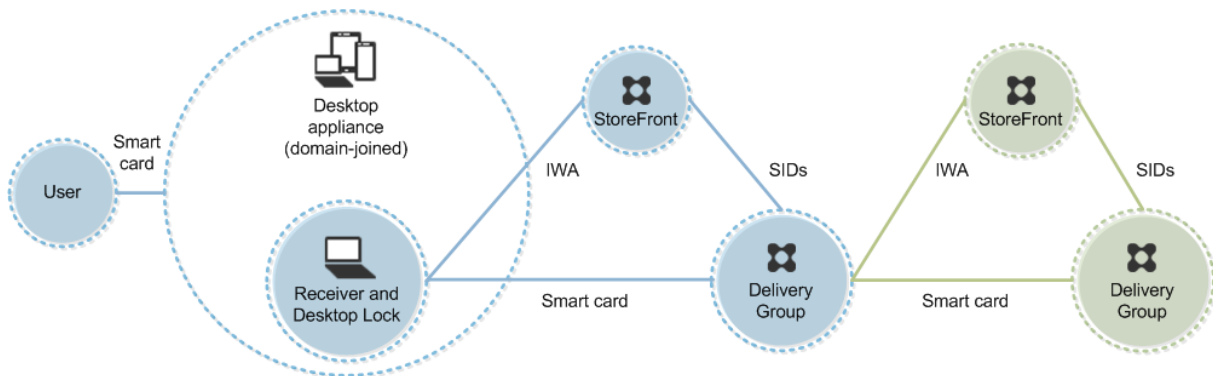 Desktop
appliance
(domain-joined)
Smart
card
User
Receiver and
Desktop Lock
StoreFront
IWA
SIDs
Smart card
Delivery
Group
StoreFront
IWA
SIDs
Smart card
Delivery
Group